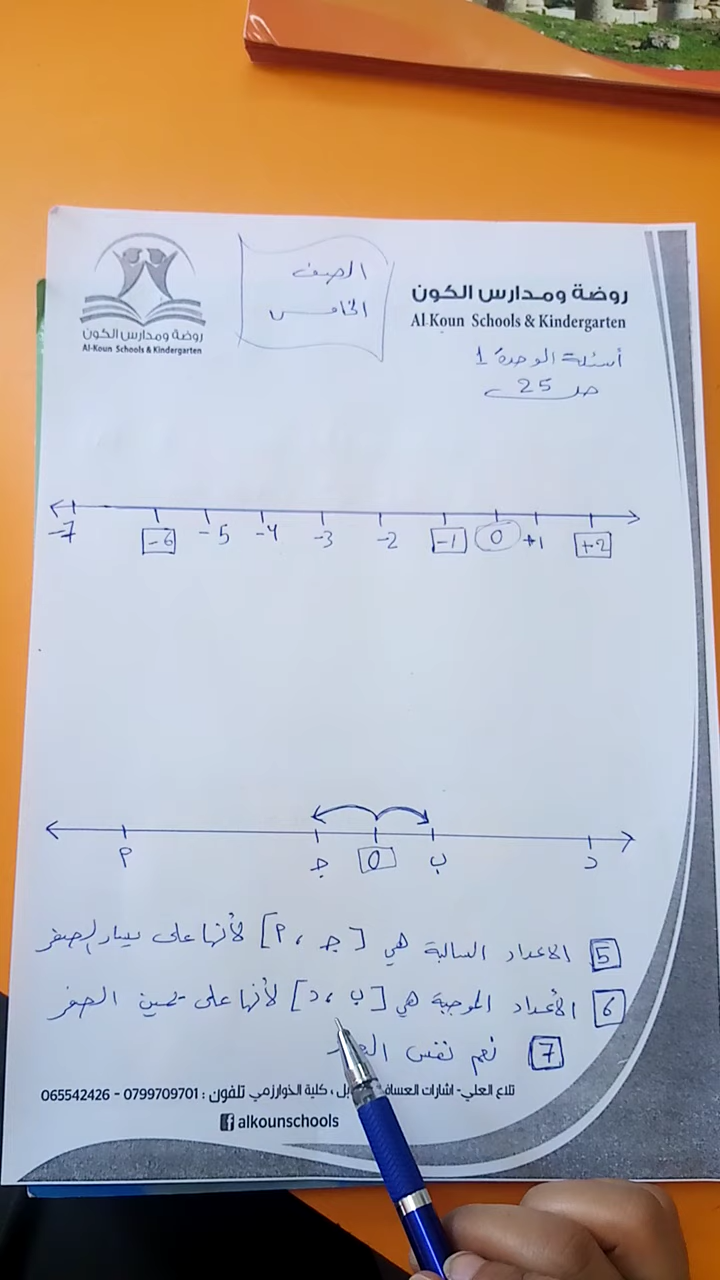 روضة ومدارس الكون
Al-Koun Schools & Kindergarten
الصف
الخامس
روضة ومدارس الكون
Al-Koun Schools & Kindergarten
أسئلة الوحدة 1
ص 25
-7 -6 -5 -4 -3 -2 -1 0 +1 +2
أ جـ 0 ب د
5 الاعداد السالبة هي [جـ ، أ] لأنها على يسار الصفر
6 الأعداد الموجبة هي [ب ، د] لأنها على يمين الصفر
7 نعم نفس
تلاع العلي- اشارات العساف ، كلية الخوارزمي تلفون : 0799709701 - 065542426
alkounschools